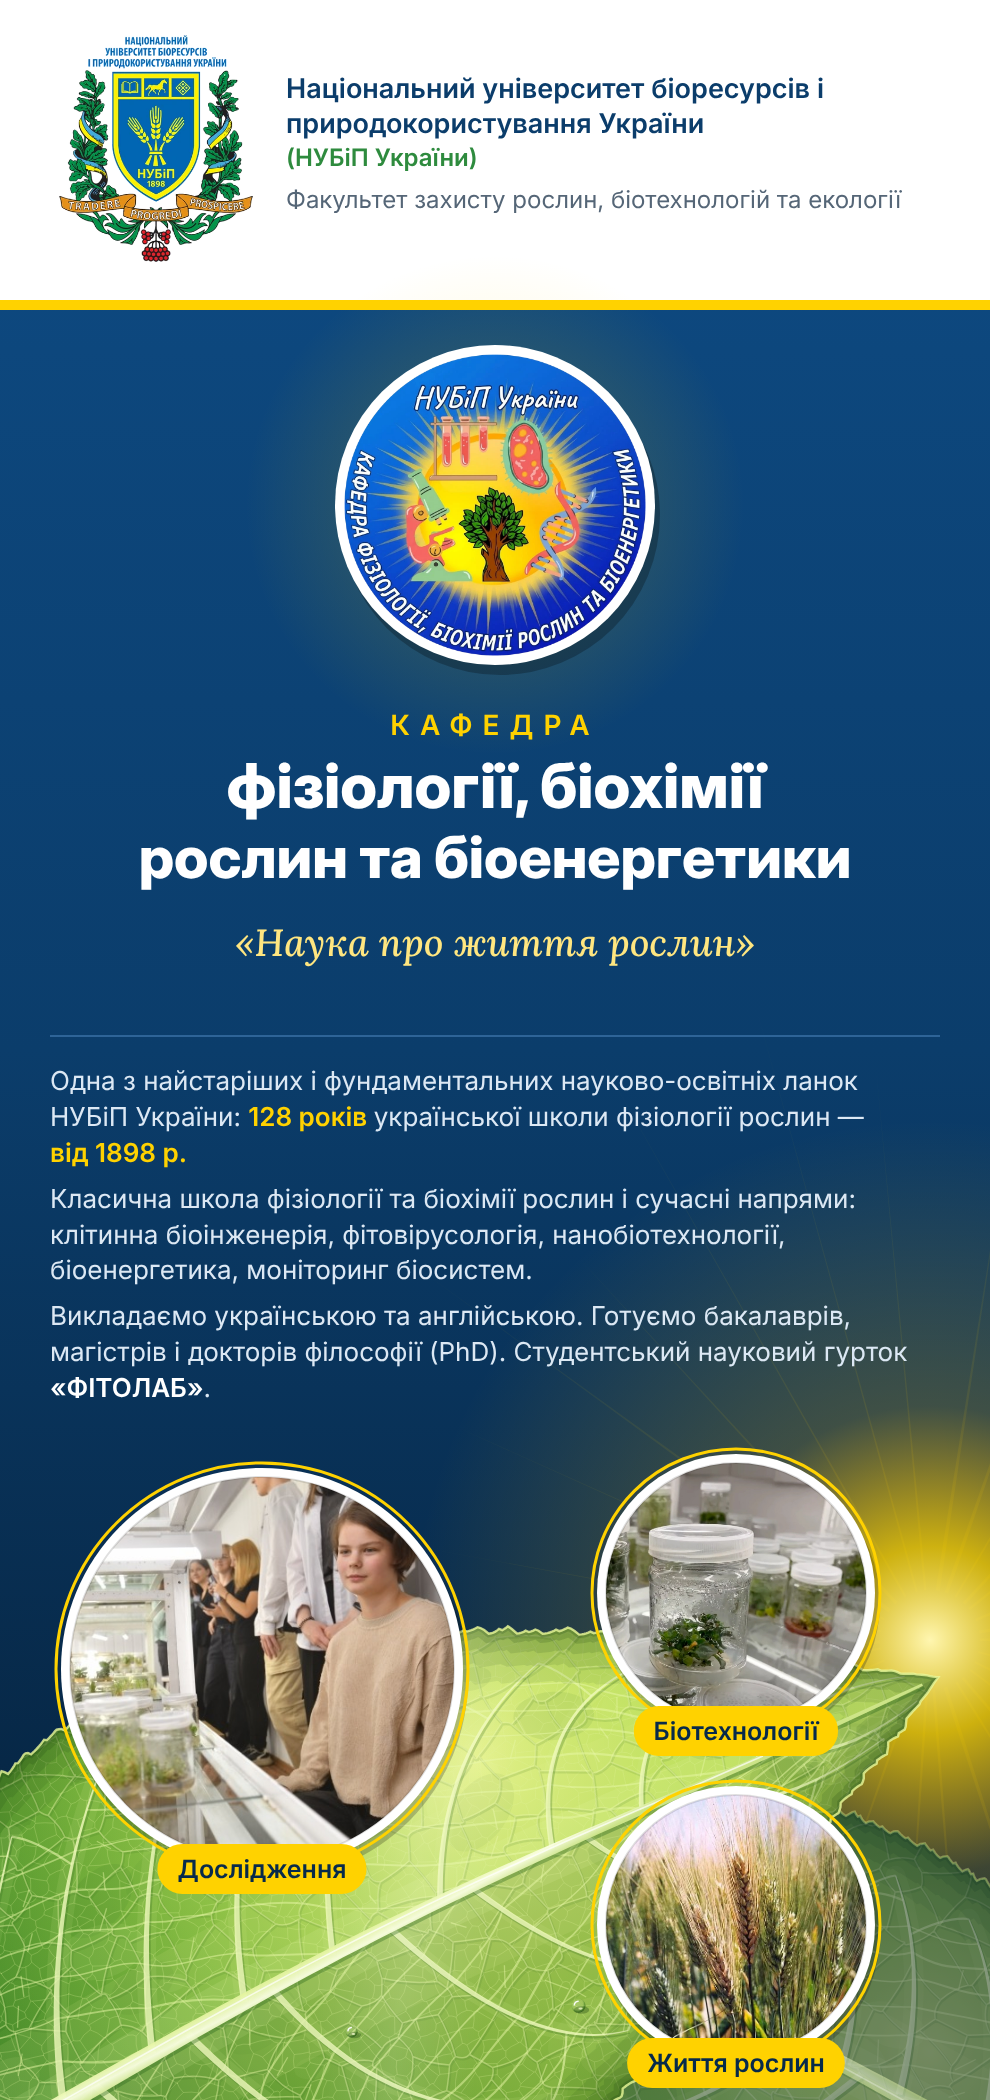 НАЦІОНАЛЬНИЙ
УНІВЕРСИТЕТ БІОРЕСУРСІВ
І ПРИРОДОКОРИСТУВАННЯ УКРАЇНИ
НУБіП
1898
TRADERE PROGREDI PROSPICERE
Національний університет біоресурсів і
природокористування України
(НУБіП України)
Факультет захисту рослин, біотехнологій та екології
НУБіП України
КАФЕДРА ФІЗІОЛОГІЇ, БІОХІМІЇ РОСЛИН ТА БІОЕНЕРГЕТИКИ
КАФЕДРА
фізіології, біохімії
рослин та біоенергетики
«Наука про життя рослин»
Одна з найстаріших і фундаментальних науково-освітніх ланок
НУБіП України: 128 років української школи фізіології рослин —
від 1898 р.
Класична школа фізіології та біохімії рослин і сучасні напрями:
клітинна біоінженерія, фітовірусологія, нанобіотехнології,
біоенергетика, моніторинг біосистем.
Викладаємо українською та англійською. Готуємо бакалаврів,
магістрів і докторів філософії (PhD). Студентський науковий гурток
«ФІТОЛАБ».
Біотехнології
Дослідження
Життя рослин